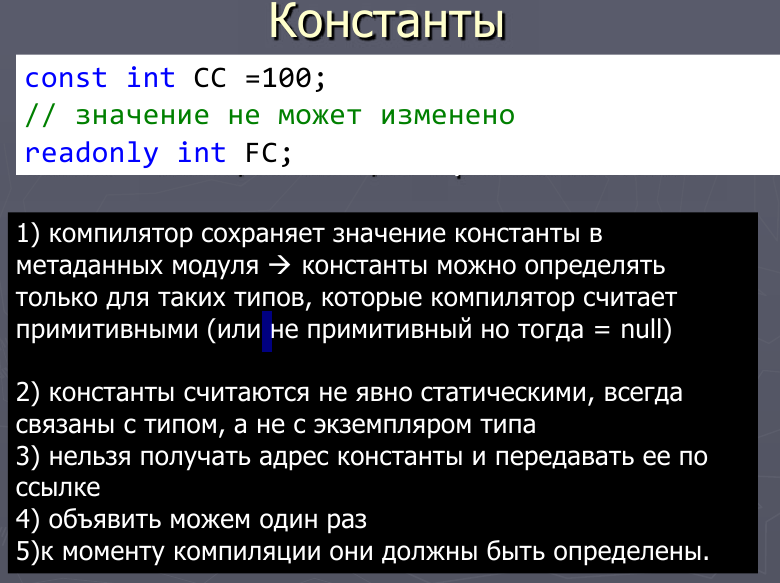 Константы
const int CC =100;
// значение не может изменено
readonly int FC;
1) компилятор сохраняет значение константы в
метаданных модуля → константы можно определять
только для таких типов, которые компилятор считает
примитивными (или не примитивный но тогда = null)
2) константы считаются не явно статическими, всегда
связаны с типом, а не с экземпляром типа
3) нельзя получать адрес константы и передавать ее по
ссылке
4) объявить можем один раз
5)к моменту компиляции они должны быть определены.